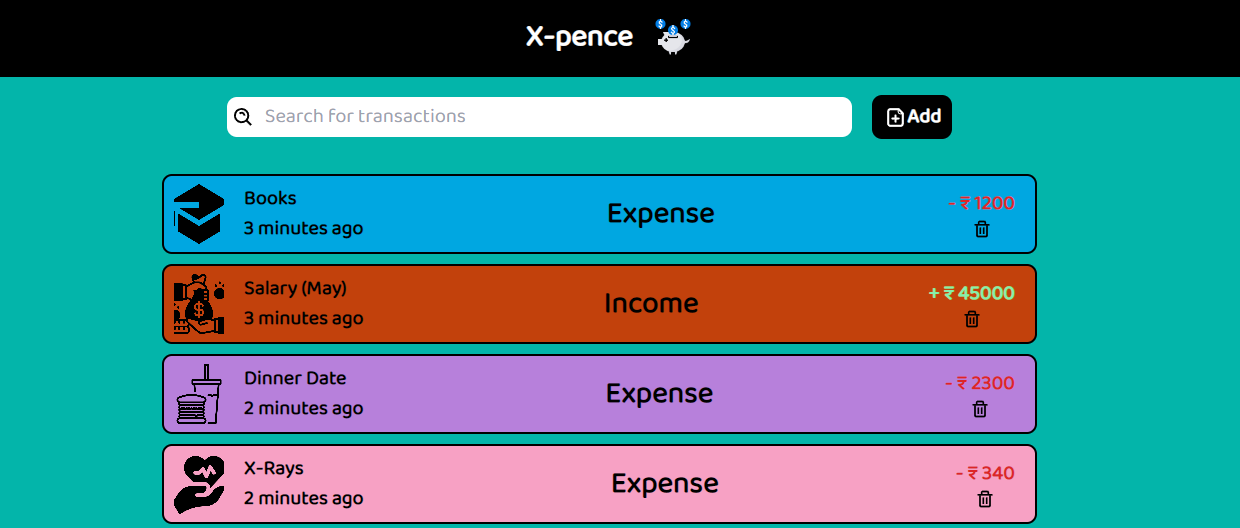 X-pence
Search for transactions
Add
Books
3 minutes ago
Expense
- ₹ 1200
Salary (May)
3 minutes ago
Income
+ ₹ 45000
Dinner Date
2 minutes ago
Expense
- ₹ 2300
X-Rays
2 minutes ago
Expense
- ₹ 340